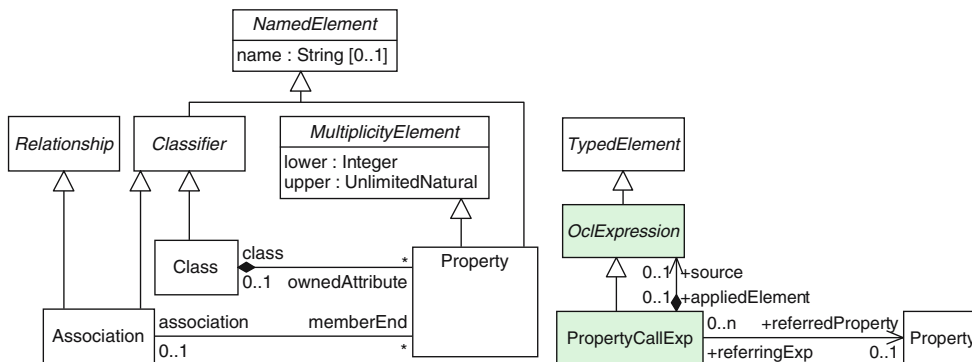 NamedElement
name : String [0..1]
Relationship
Classifier
MultiplicityElement
lower : Integer
upper : UnlimitedNatural
TypedElement
OclExpression
Class
class
0..1
*
ownedAttribute
Property
Association
association
0..1
memberEnd
*
0..1 +source
0..1 +appliedElement
PropertyCallExp
0..n
+referredProperty
+referringExp
0..1
Property